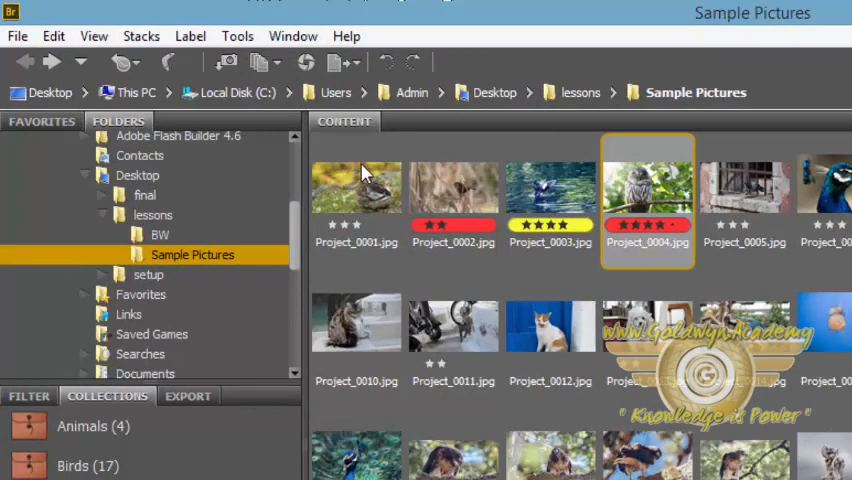 Br
Sample Pictures
File Edit View Stacks Label Tools Window Help
Desktop This PC Local Disk (C:) Users Admin Desktop lessons Sample Pictures
FAVORITES FOLDERS
CONTENT
Adobe Flash Builder 4.6
Contacts
Desktop
final
lessons
BW
Sample Pictures
setup
Favorites
Links
Saved Games
Searches
Documents
Project_0001.jpg Project_0002.jpg Project_0003.jpg Project_0004.jpg Project_0005.jpg Project_00
Project_0010.jpg Project_0011.jpg Project_0012.jpg
Project_00
www.GoldwynAcademy
G
" Knowledge is Power "
FILTER COLLECTIONS EXPORT
Animals (4)
Birds (17)